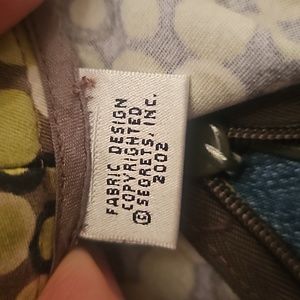 FABRIC DESIGN
COPYRIGHTED
© SEGRETS, INC.
2002